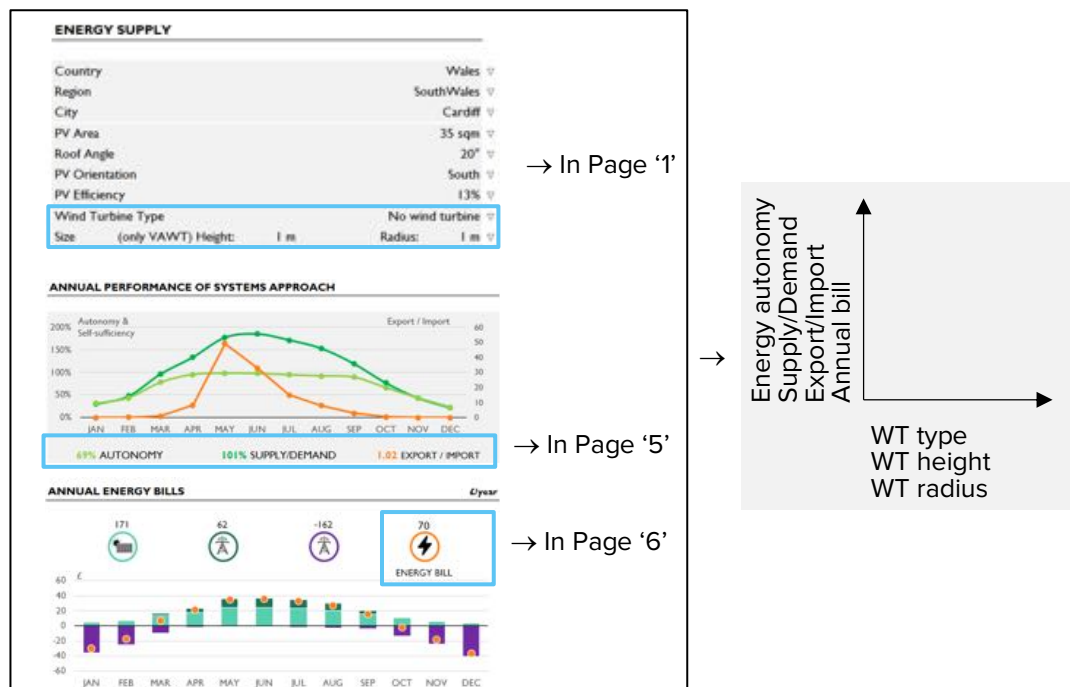 ENERGY SUPPLY
Country Wales
Region SouthWales
City Cardiff
PV Area 35 sqm
Roof Angle 20°
PV Orientation South
PV Efficiency 13%
Wind Turbine Type No wind turbine
Size (only VAWT) Height: 1 m Radius: 1 m
→ In Page ‘1’
ANNUAL PERFORMANCE OF SYSTEMS APPROACH
Autonomy & Self-sufficiency
Export / Import
200% 60
50
150% 40
100% 30
20
50% 10
0% 0
JAN FEB MAR APR MAY JUN JUL AUG SEP OCT NOV DEC
69% AUTONOMY 101% SUPPLY/DEMAND 1.02 EXPORT / IMPORT
→ In Page ‘5’
ANNUAL ENERGY BILLS £/year
171 62 -162 70
ENERGY BILL
→ In Page ‘6’
£
60
40
20
0
-20
-40
-60
JAN FEB MAR APR MAY JUN JUL AUG SEP OCT NOV DEC
→
Energy autonomy
Supply/Demand
Export/Import
Annual bill
WT type
WT height
WT radius